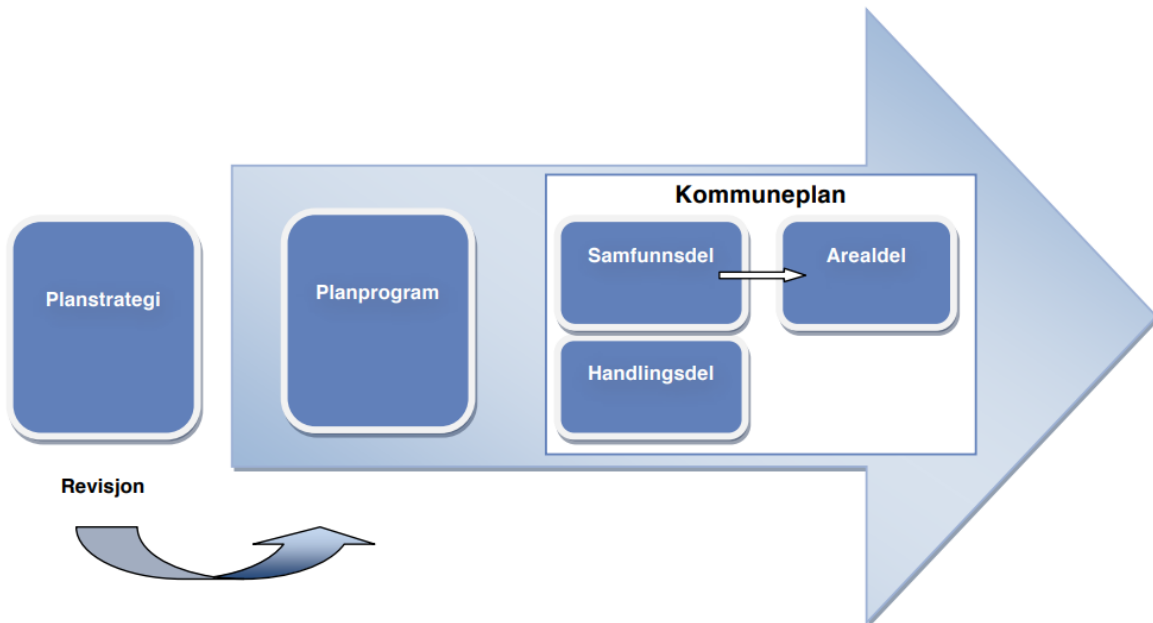 Kommuneplan
Samfunnsdel
Arealdel
Planstrategi
Planprogram
Handlingsdel
Revisjon